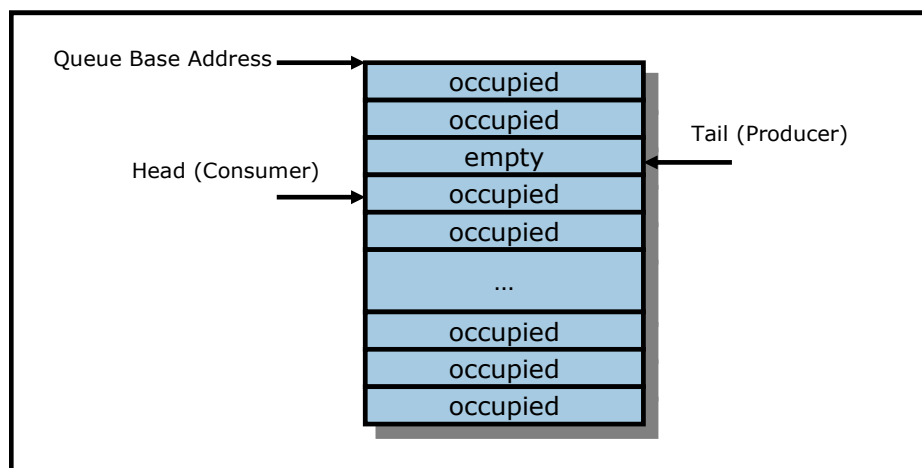 Queue Base Address
occupied
occupied
Tail (Producer)
empty
Head (Consumer)
occupied
occupied
...
occupied
occupied
occupied